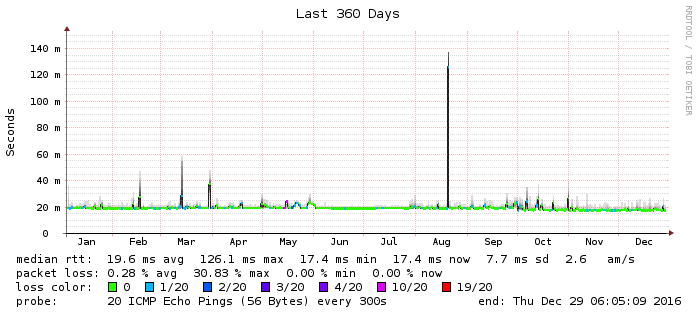 Last 360 Days
RRDTOOL / TOBI OETIKER
Seconds
140 m
120 m
100 m
80 m
60 m
40 m
20 m
0
Jan Feb Mar Apr May Jun Jul Aug Sep Oct Nov Dec
median rtt: 19.6 ms avg 126.1 ms max 17.4 ms min 17.4 ms now 7.7 ms sd 2.6 am/s
packet loss: 0.28 % avg 30.83 % max 0.00 % min 0.00 % now
loss color: 0 1/20 2/20 3/20 4/20 10/20 19/20
probe: 20 ICMP Echo Pings (56 Bytes) every 300s end: Thu Dec 29 06:05:09 2016